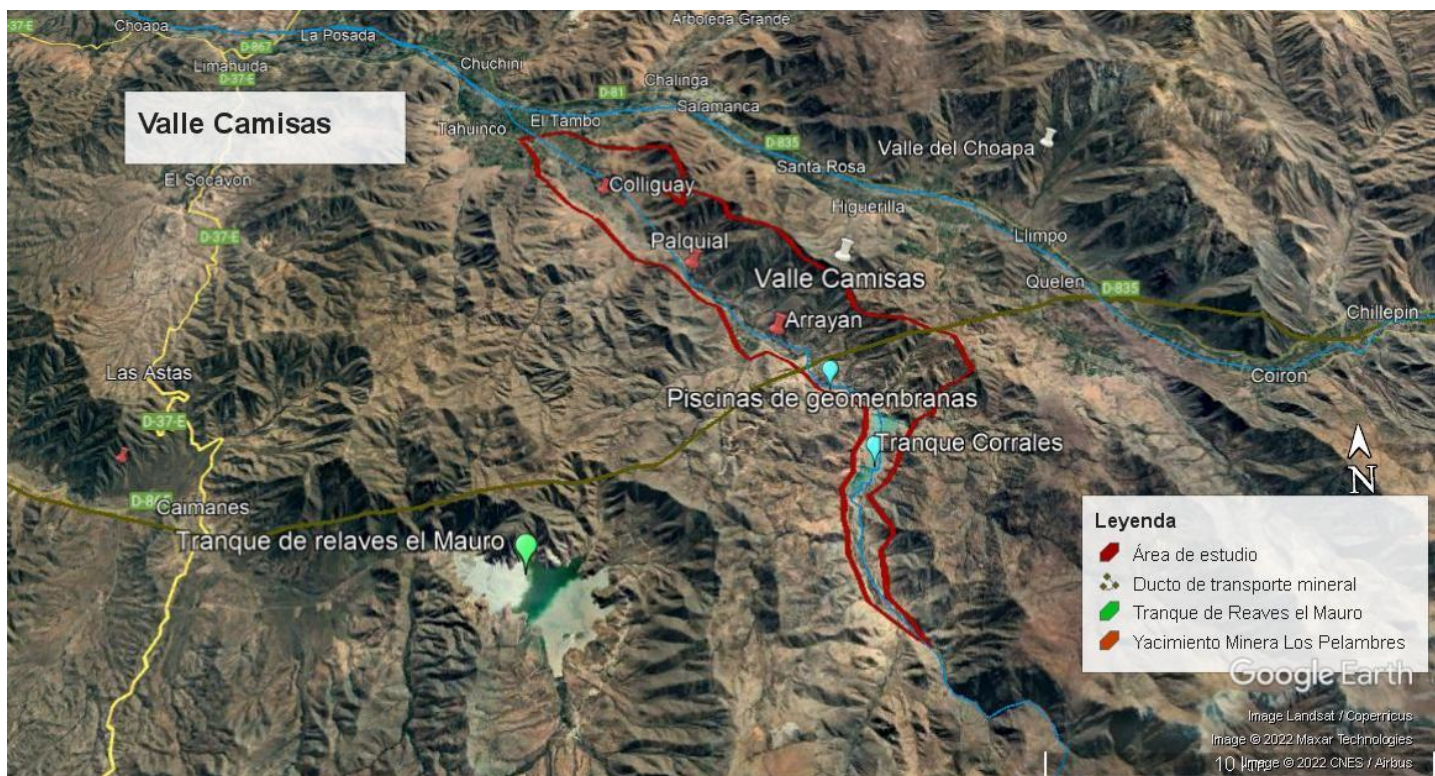 37-E
Choapa
D-867
La Posada
Arboleda Grande
Limahuida
D-37-E
Chuchini
Chalinga
D-81
Salamanca
Valle Camisas
Tahuinco
El Tambo
D-835
Valle del Choapa
Santa Rosa
El Socavon
Colliguay
Higuerilla
D-37-E
Palquial
Llimpo
Valle Camisas
Quelen
D-835
Arrayan
Chillepin
Las Astas
Coiron
Piscinas de geomenbranas
D-37-E
Tranque Corrales
N
Caimanes
Tranque de relaves el Mauro
Leyenda
Área de estudio
Ducto de transporte mineral
Tranque de Reaves el Mauro
Yacimiento Minera Los Pelambres
Google Earth
Image Landsat / Copernicus
Image © 2022 Maxar Technologies
10 km
Image © 2022 CNES / Airbus